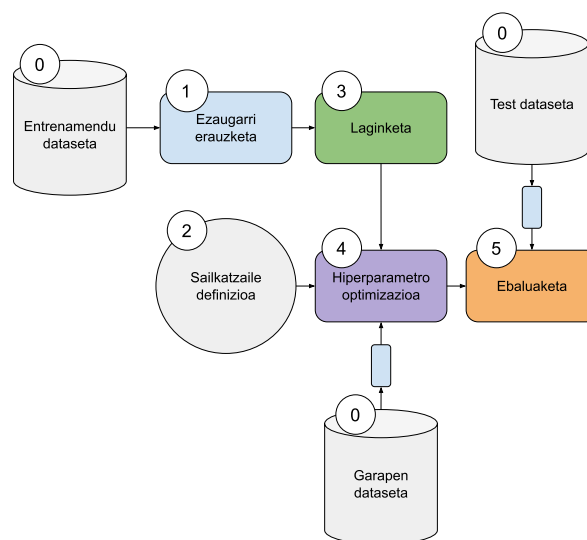 0
Entrenamendu
dataseta
1
Ezaugarri
erauzketa
3
Laginketa
0
Test dataseta
2
Sailkatzaile
definizioa
4
Hiperparametro
optimizazioa
5
Ebaluaketa
0
Garapen
dataseta